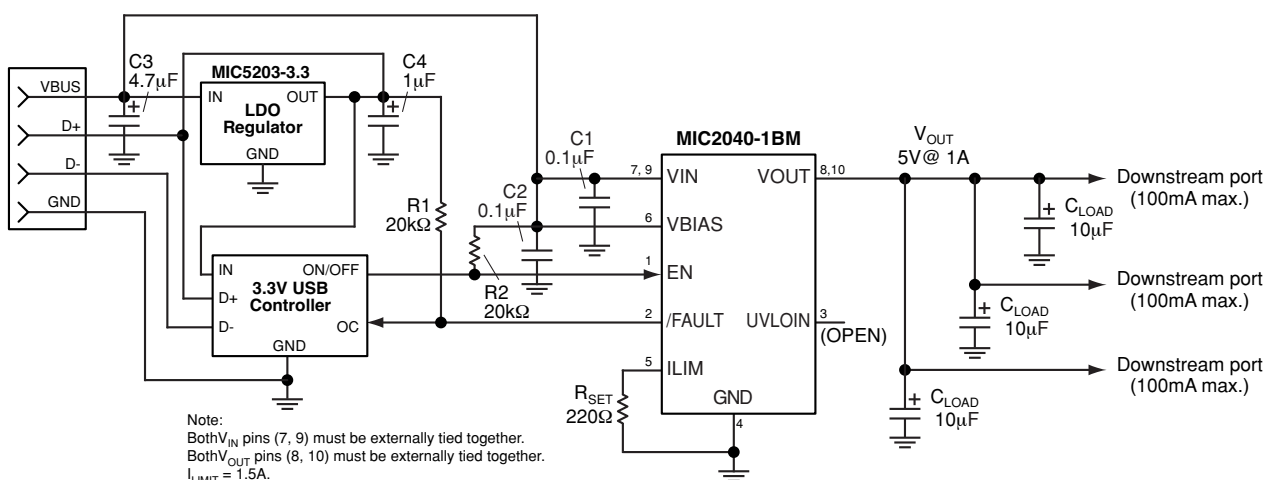 VBUS
D+
D-
GND
C3
4.7µF
MIC5203-3.3
IN
OUT
LDO
Regulator
GND
C4
1µF
R1
20kΩ
IN
ON/OFF
3.3V USB
Controller
D+
D-
OC
GND
C1
0.1µF
C2
0.1µF
R2
20kΩ
MIC2040-1BM
7, 9
VIN
VOUT
8,10
6
VBIAS
1
EN
2
/FAULT
UVLOIN
3
(OPEN)
5
ILIM
GND
4
RSET
220Ω
VOUT
5V@ 1A
CLOAD
10µF
Downstream port
(100mA max.)
CLOAD
10µF
Downstream port
(100mA max.)
CLOAD
10µF
Downstream port
(100mA max.)
Note:
BothVIN pins (7, 9) must be externally tied together.
BothVOUT pins (8, 10) must be externally tied together.
ILIMIT = 1.5A.